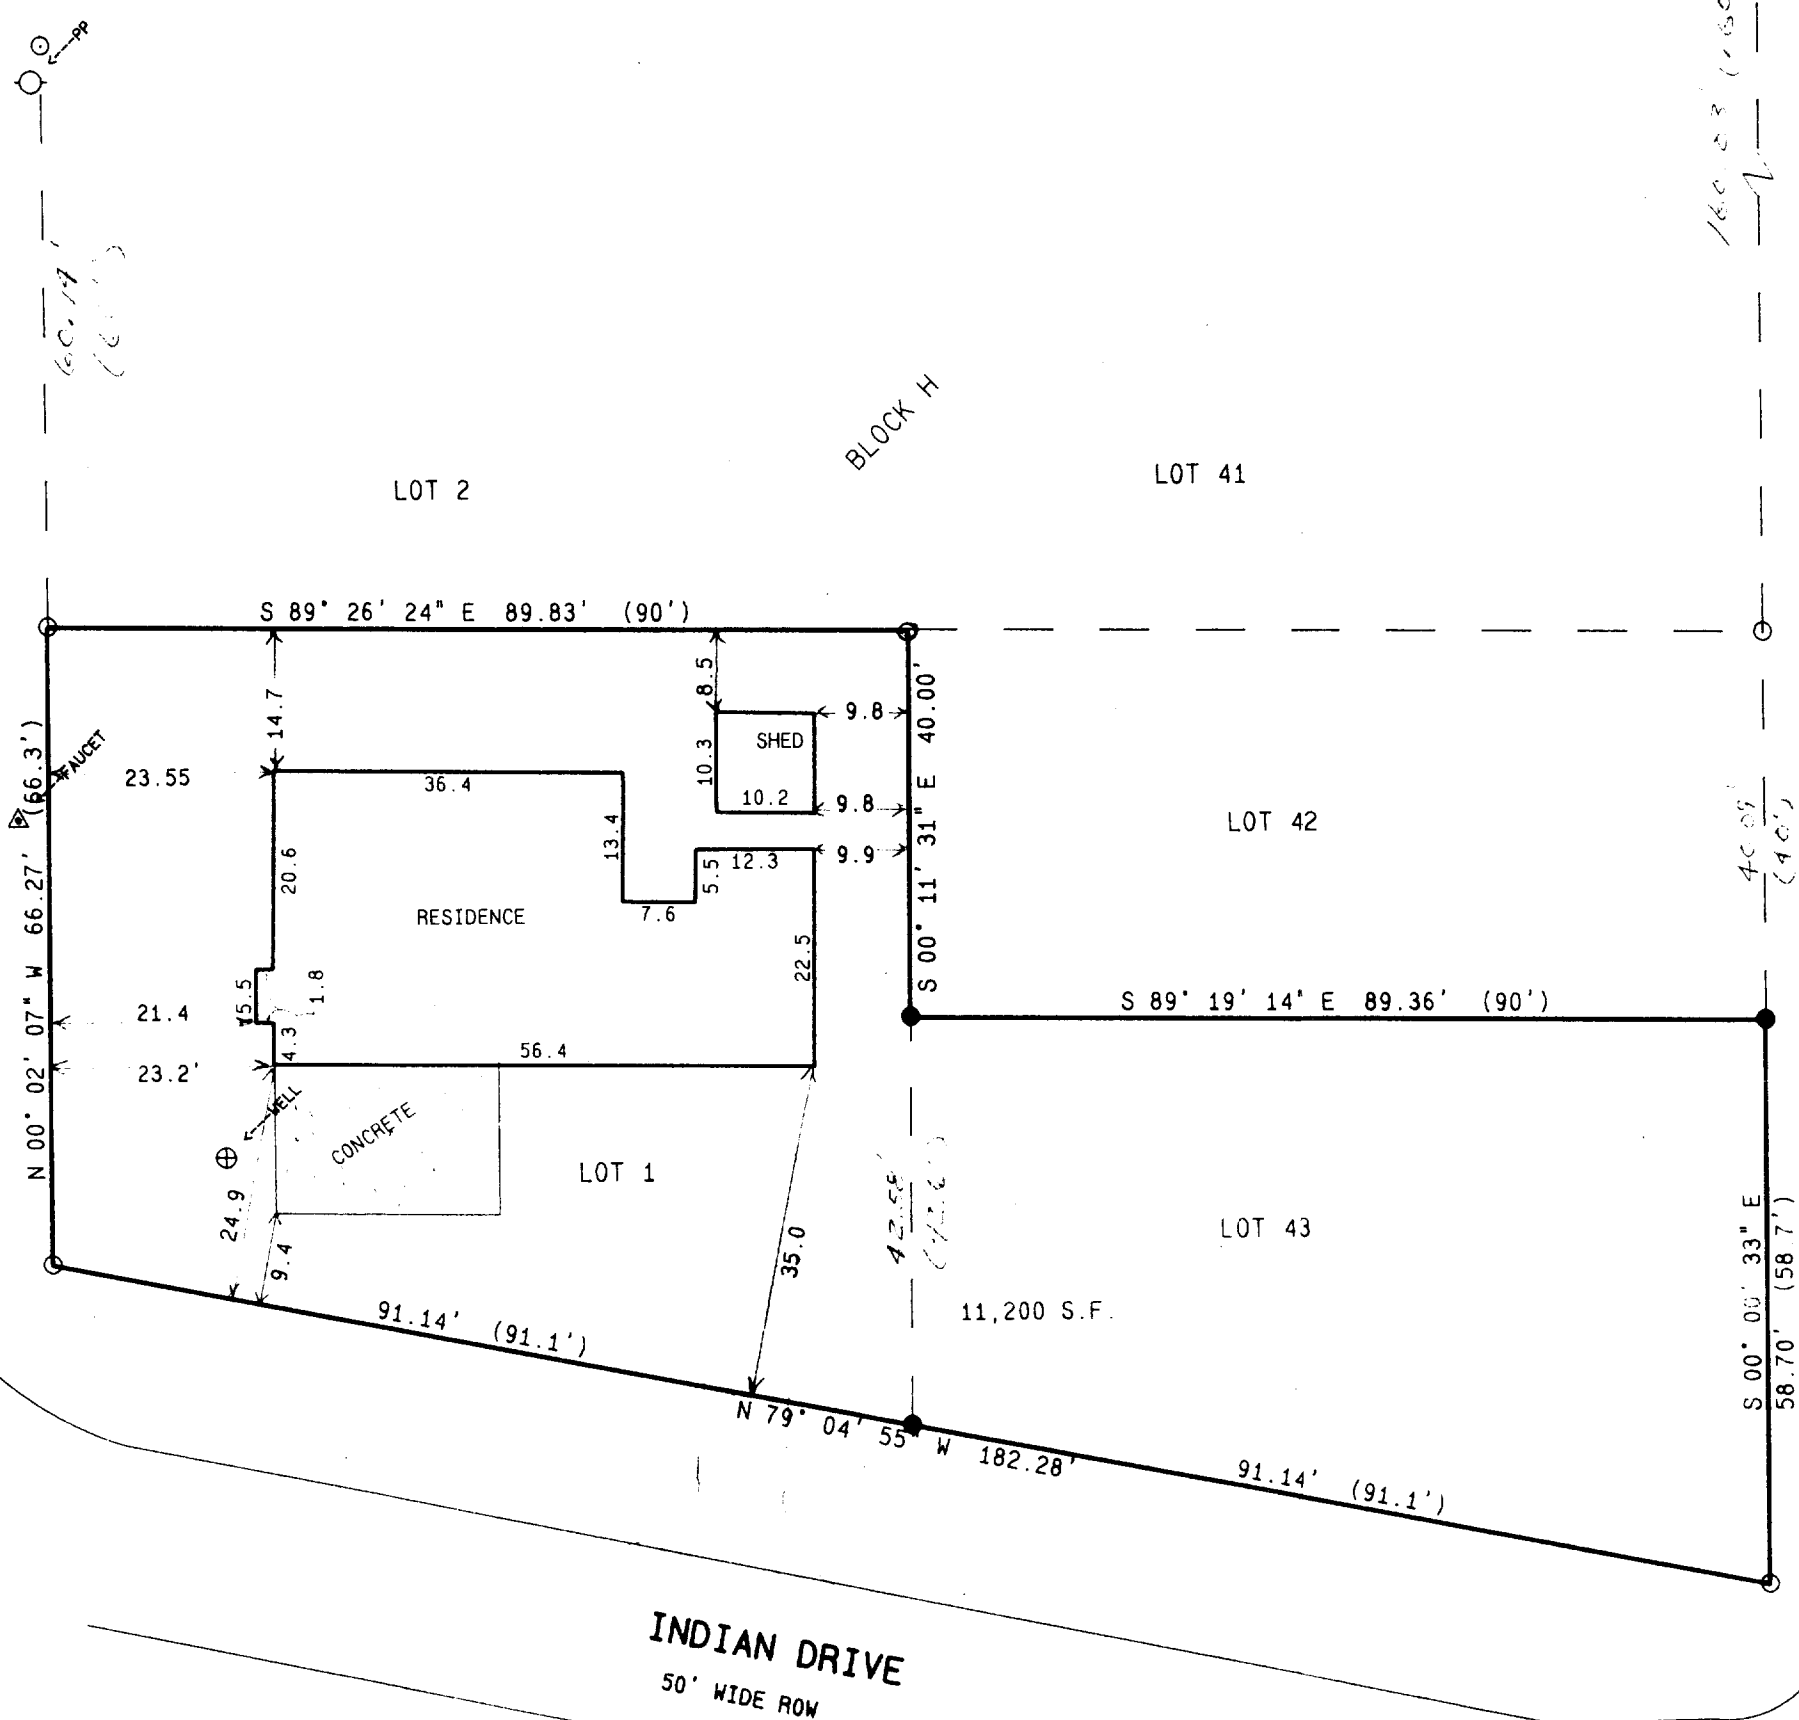 PP
60.14'
BLOCK H
LOT 2
LOT 41
S 89° 26' 24" E 89.83' (90')
N 00° 02' 07" W 66.27' (66.3')
FAUCET
23.55
14.7
8.5
9.8
SHED
10.3
10.2
9.8
S 00° 11' 31" E 40.00'
36.4
13.4
20.6
7.6
5.5
12.3
9.9
RESIDENCE
22.5
LOT 42
(40')
15.5
1.8
21.4
4.3
56.4
23.2'
S 89° 19' 14" E 89.36' (90')
WELL
CONCRETE
LOT 1
24.9
9.4
35.0
42.58'
LOT 43
11,200 S.F.
S 00° 00' 33" E
58.70' (58.7')
91.14' (91.1')
N 79° 04' 55" W 182.28'
91.14' (91.1')
INDIAN DRIVE
50' WIDE ROW